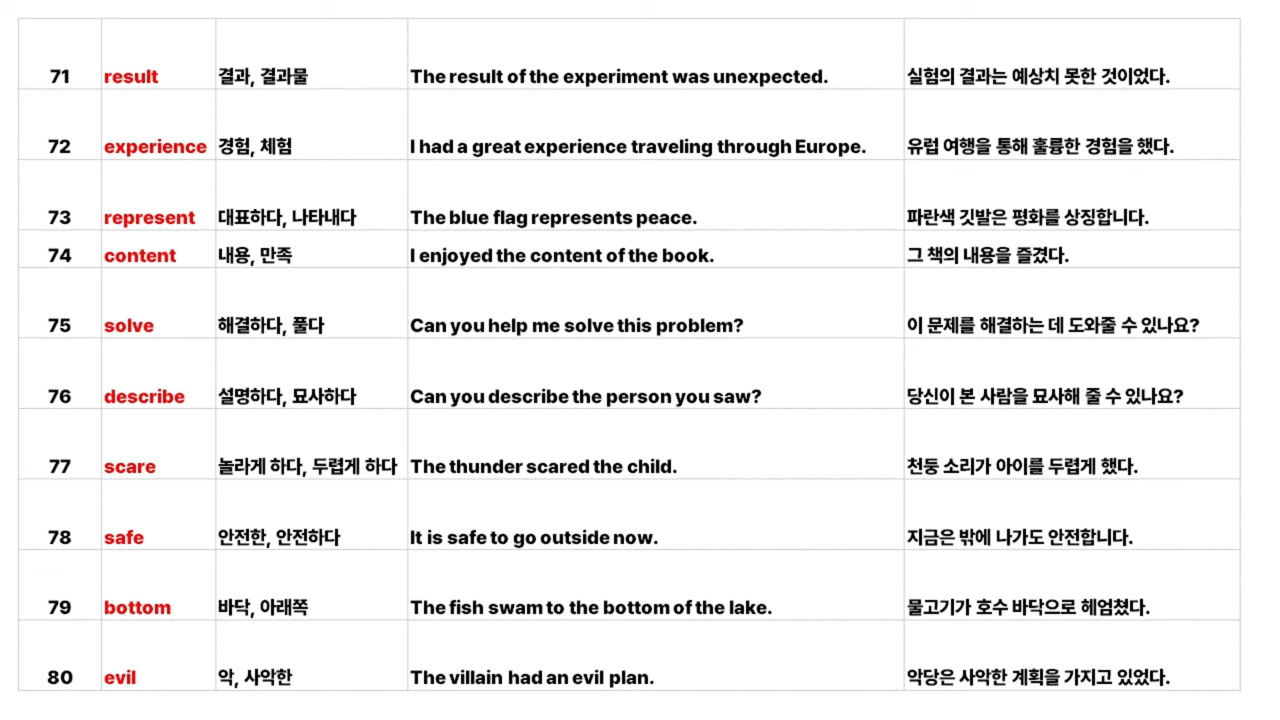 71 result 결과, 결과물 The result of the experiment was unexpected. 실험의 결과는 예상치 못한 것이었다.
72 experience 경험, 체험 I had a great experience traveling through Europe. 유럽 여행을 통해 훌륭한 경험을 했다.
73 represent 대표하다, 나타내다 The blue flag represents peace. 파란색 깃발은 평화를 상징합니다.
74 content 내용, 만족 I enjoyed the content of the book. 그 책의 내용을 즐겼다.
75 solve 해결하다, 풀다 Can you help me solve this problem? 이 문제를 해결하는 데 도와줄 수 있나요?
76 describe 설명하다, 묘사하다 Can you describe the person you saw? 당신이 본 사람을 묘사해 줄 수 있나요?
77 scare 놀라게 하다, 두렵게 하다 The thunder scared the child. 천둥 소리가 아이를 두렵게 했다.
78 safe 안전한, 안전하다 It is safe to go outside now. 지금은 밖에 나가도 안전합니다.
79 bottom 바닥, 아래쪽 The fish swam to the bottom of the lake. 물고기가 호수 바닥으로 헤엄쳤다.
80 evil 악, 사악한 The villain had an evil plan. 악당은 사악한 계획을 가지고 있었다.